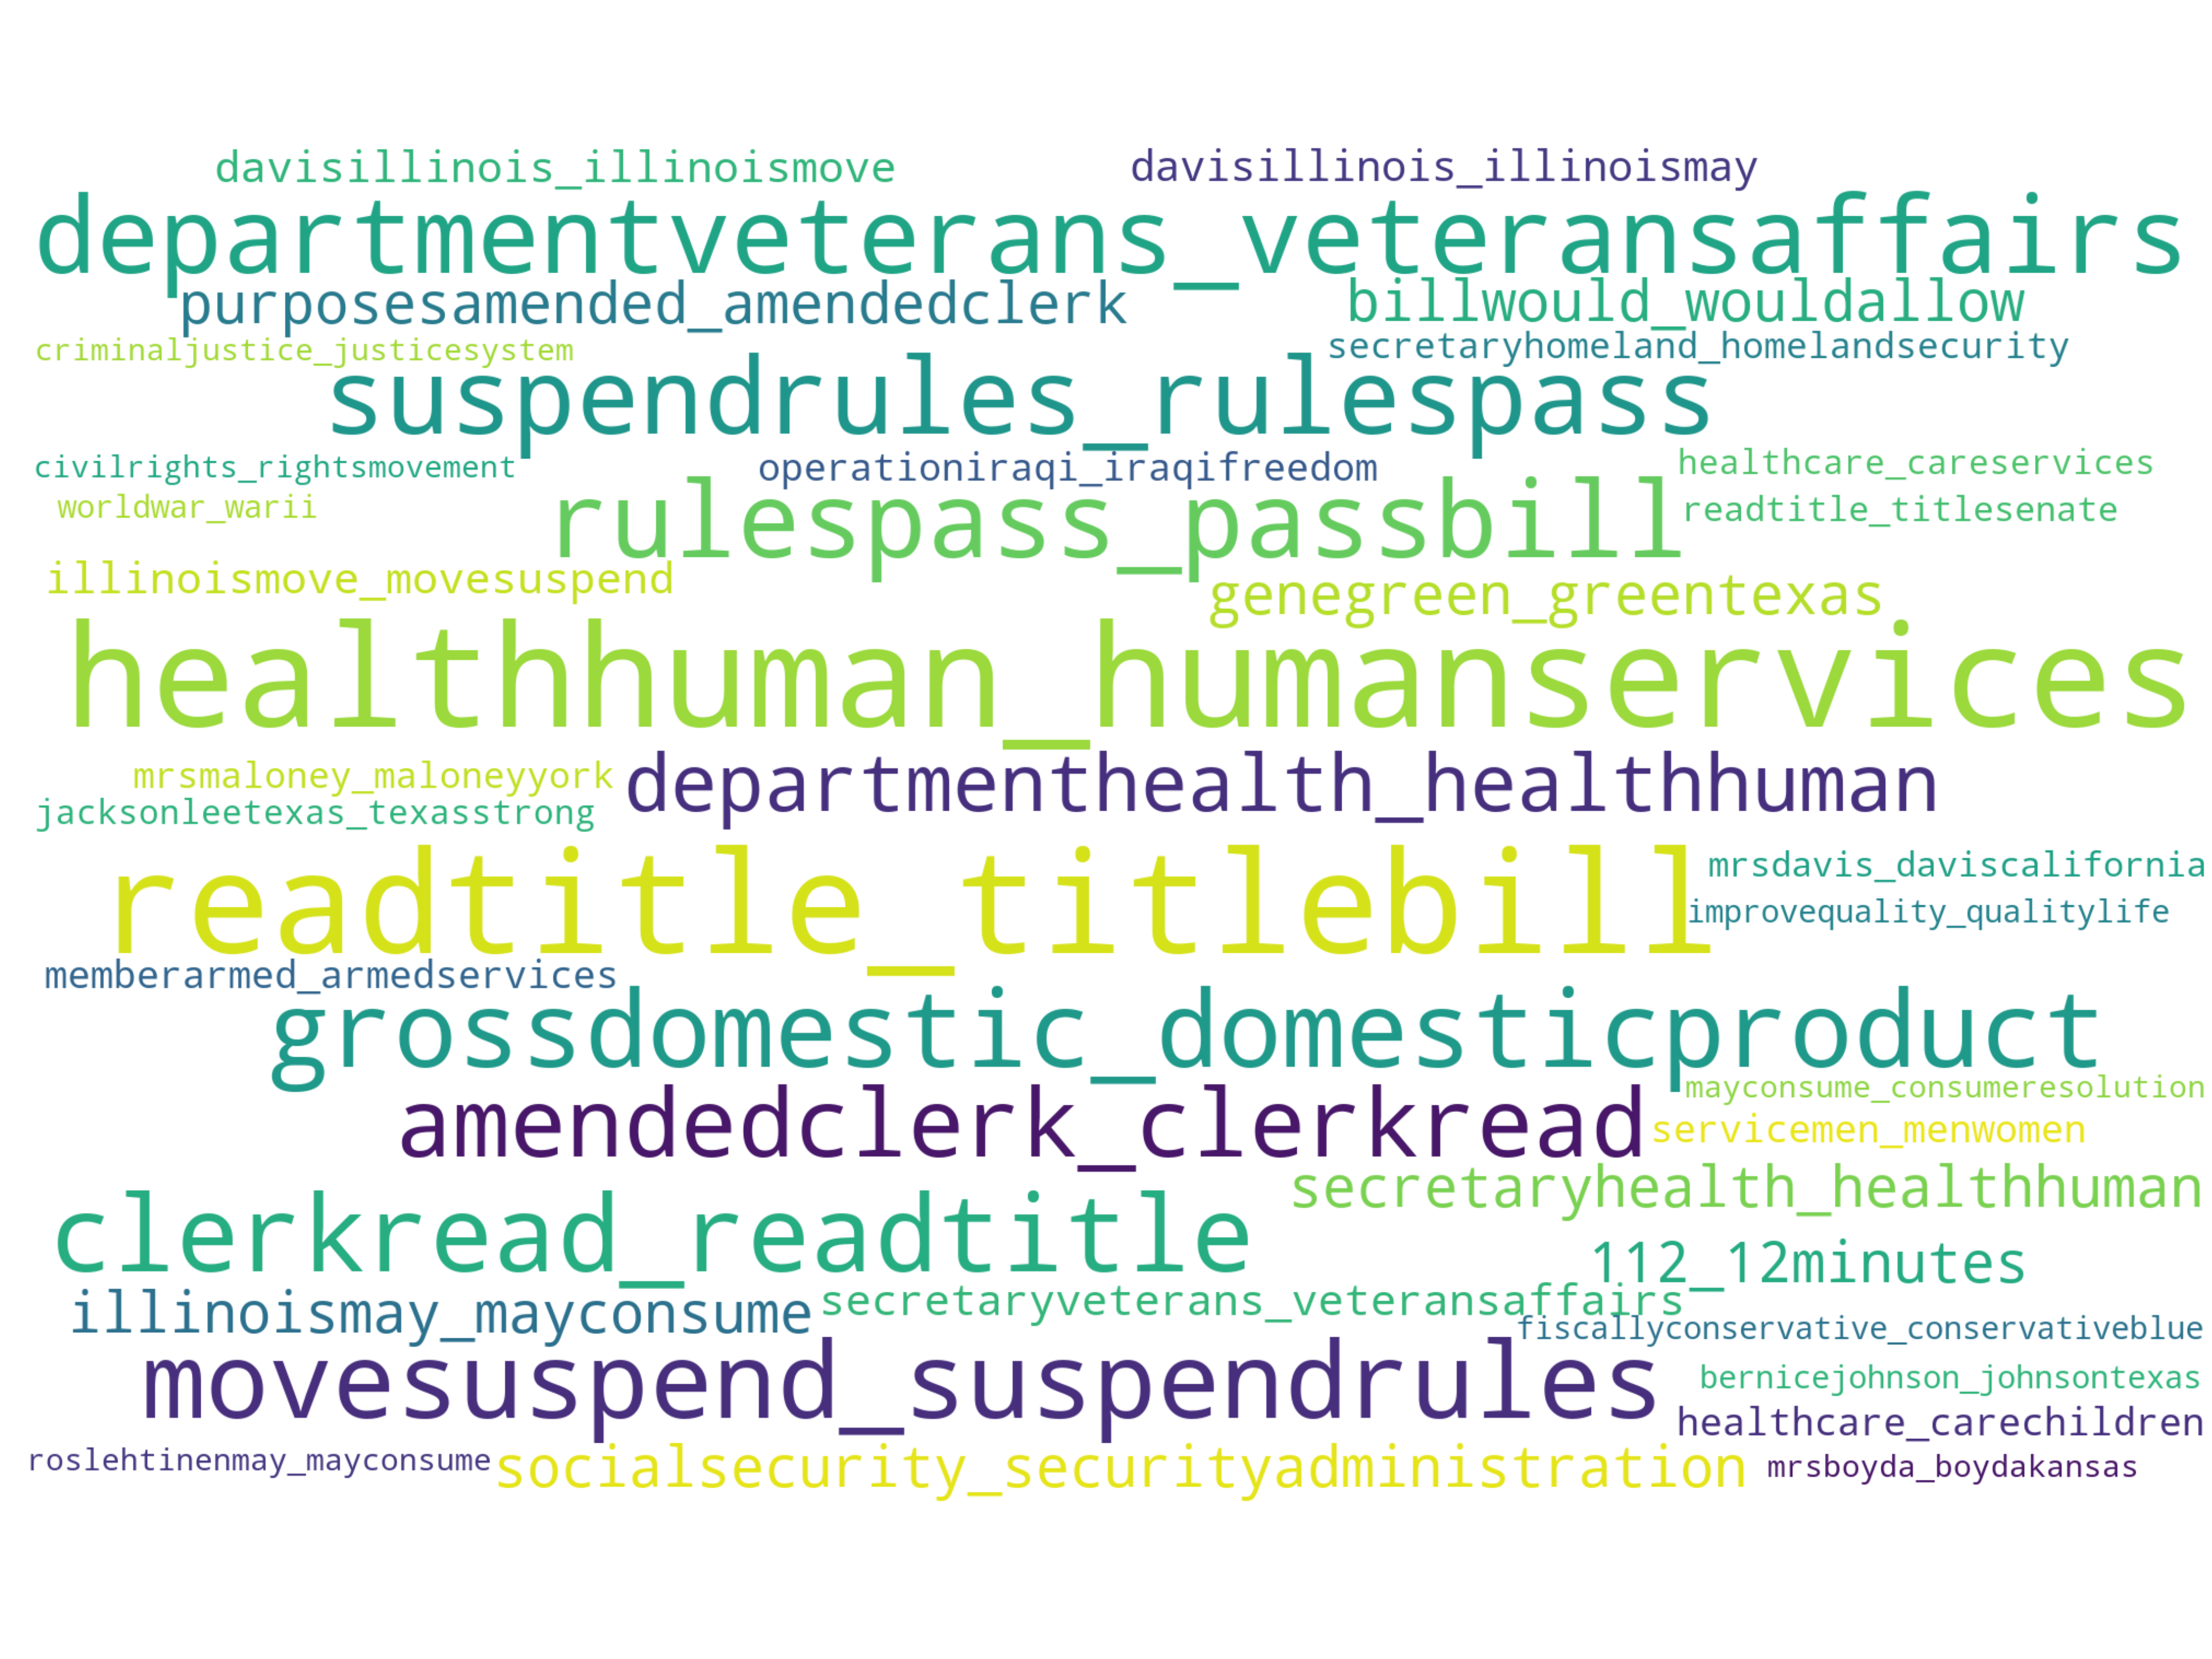 davisillinois_illinoismove davisillinois_illinoismay
departmentveterans_veteransaffairs
purposesamended_amendedclerk billwould_wouldallow
criminaljustice_justicesystem secretaryhomeland_homelandsecurity
suspendrules_rulespass
civilrights_rightsmovement operationiraqi_iraqifreedom healthcare_careservices
worldwar_warii rulespass_passbill readtitle_titlesenate
illinoismove_movesuspend genegreen_greentexas
healthhuman_humanservices
mrsmaloney_maloneyyork departmenthealth_healthhuman
jacksonleetexas_texasstrong
readtitle_titlebill mrsdavis_daviscalifornia
improvequality_qualitylife
memberarmed_armedservices
grossdomestic_domesticproduct
mayconsume_consumeresolution
amendedclerk_clerkread servicemen_menwomen
secretaryhealth_healthhuman
clerkread_readtitle 112_12minutes
illinoismay_mayconsume secretaryveterans_veteransaffairs
fiscallyconservative_conservativeblue
movesuspend_suspendrules bernicejohnson_johnsontexas
healthcare_carechildren
roslehtinenmay_mayconsume socialsecurity_securityadministration mrsboyda_boydakansas